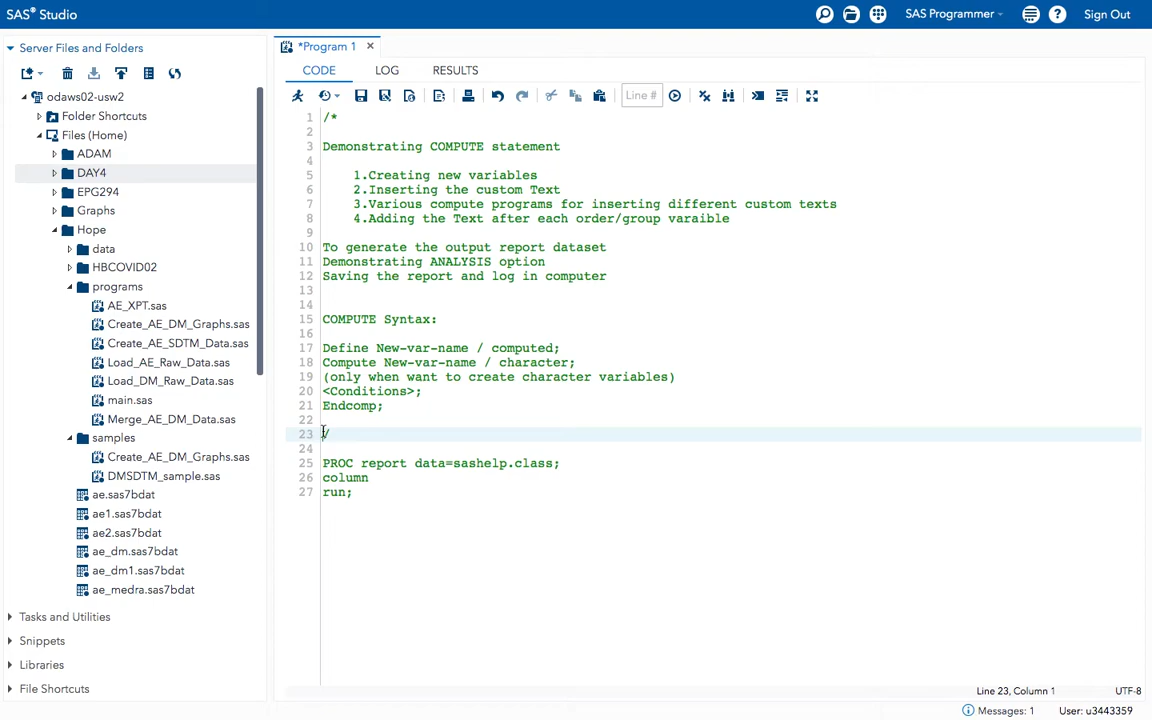 SAS® Studio
SAS Programmer
Sign Out
Server Files and Folders
odaws02-usw2
Folder Shortcuts
Files (Home)
ADAM
DAY4
EPG294
Graphs
Hope
data
HBCOVID02
programs
AE_XPT.sas
Create_AE_DM_Graphs.sas
Create_AE_SDTM_Data.sas
Load_AE_Raw_Data.sas
Load_DM_Raw_Data.sas
main.sas
Merge_AE_DM_Data.sas
samples
Create_AE_DM_Graphs.sas
DMSDTM_sample.sas
ae.sas7bdat
ae1.sas7bdat
ae2.sas7bdat
ae_dm.sas7bdat
ae_dm1.sas7bdat
ae_medra.sas7bdat
Tasks and Utilities
Snippets
Libraries
File Shortcuts
*Program 1
CODE LOG RESULTS
Line #
1 /*
2
3 Demonstrating COMPUTE statement
4
5 1.Creating new variables
6 2.Inserting the custom Text
7 3.Various compute programs for inserting different custom texts
8 4.Adding the Text after each order/group varaible
9
10 To generate the output report dataset
11 Demonstrating ANALYSIS option
12 Saving the report and log in computer
13
14
15 COMPUTE Syntax:
16
17 Define New-var-name / computed;
18 Compute New-var-name / character;
19 (only when want to create character variables)
20 <Conditions>;
21 Endcomp;
22
23 /
24
25 PROC report data=sashelp.class;
26 column
27 run;
Line 23, Column 1
UTF-8
Messages: 1
User: u3443359